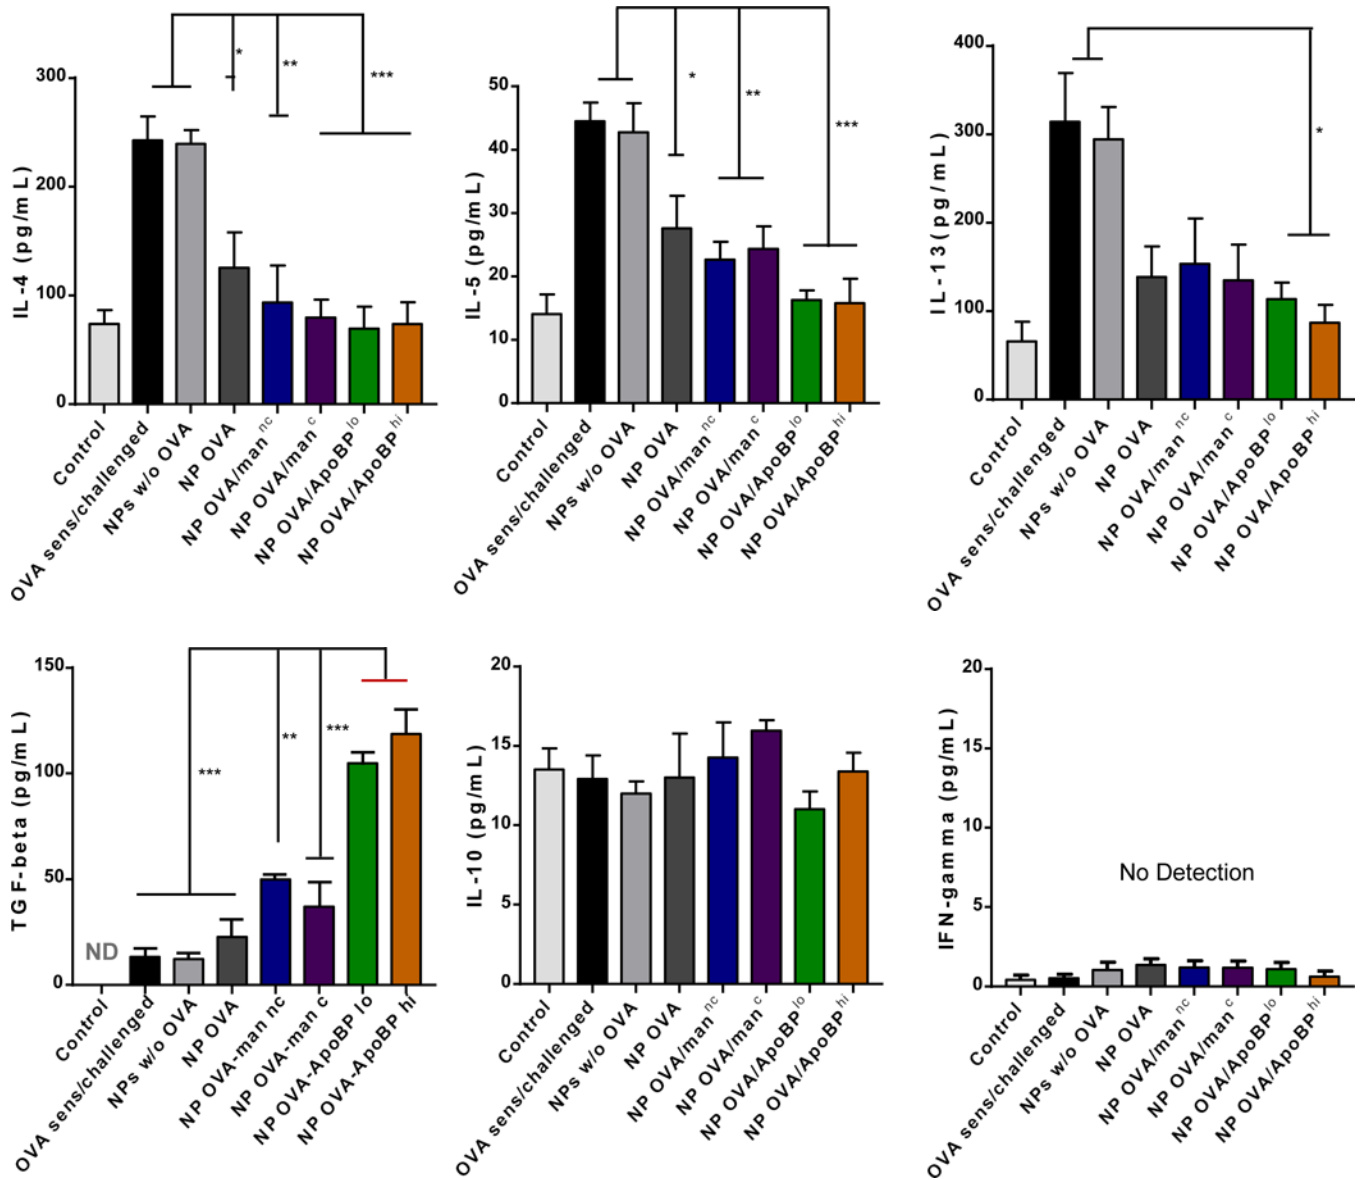 IL-4 (pg/mL)
300
200
100
0
*
**
***
Control
OVA sens/challenged
NPs w/o OVA
NP OVA
NP OVA/man nc
NP OVA/man c
NP OVA/ApoBP lo
NP OVA/ApoBP hi
IL-5 (pg/mL)
50
40
30
20
10
0
*
**
***
Control
OVA sens/challenged
NPs w/o OVA
NP OVA
NP OVA/man nc
NP OVA/man c
NP OVA/ApoBP lo
NP OVA/ApoBP hi
IL-13 (pg/mL)
400
300
200
100
0
*
Control
OVA sens/challenged
NPs w/o OVA
NP OVA
NP OVA/man nc
NP OVA/man c
NP OVA/ApoBP lo
NP OVA/ApoBP hi
TGF-beta (pg/mL)
150
100
50
0
ND
***
**
***
Control
OVA sens/challenged
NPs w/o OVA
NP OVA
NP OVA-man nc
NP OVA-man c
NP OVA-ApoBP lo
NP OVA-ApoBP hi
IL-10 (pg/mL)
20
15
10
5
0
Control
OVA sens/challenged
NPs w/o OVA
NP OVA
NP OVA/man nc
NP OVA/man c
NP OVA/ApoBP lo
NP OVA/ApoBP hi
IFN-gamma (pg/mL)
20
15
10
5
0
No Detection
Control
OVA sens/challenged
NPs w/o OVA
NP OVA
NP OVA/man nc
NP OVA/man c
NP OVA/ApoBP lo
NP OVA/ApoBP hi